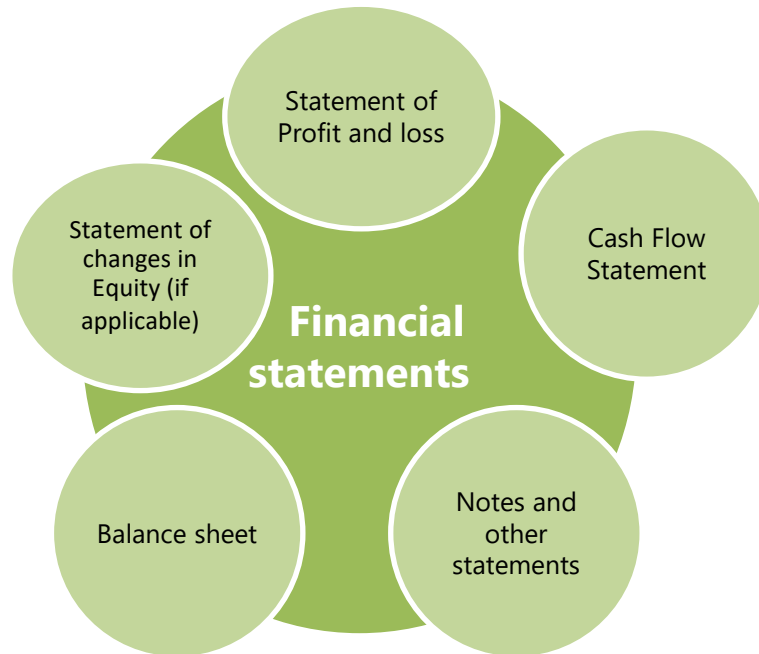 Statement of
Profit and loss
Cash Flow
Statement
Statement of
changes in
Equity (if
applicable)
Financial
statements
Balance sheet
Notes and
other
statements